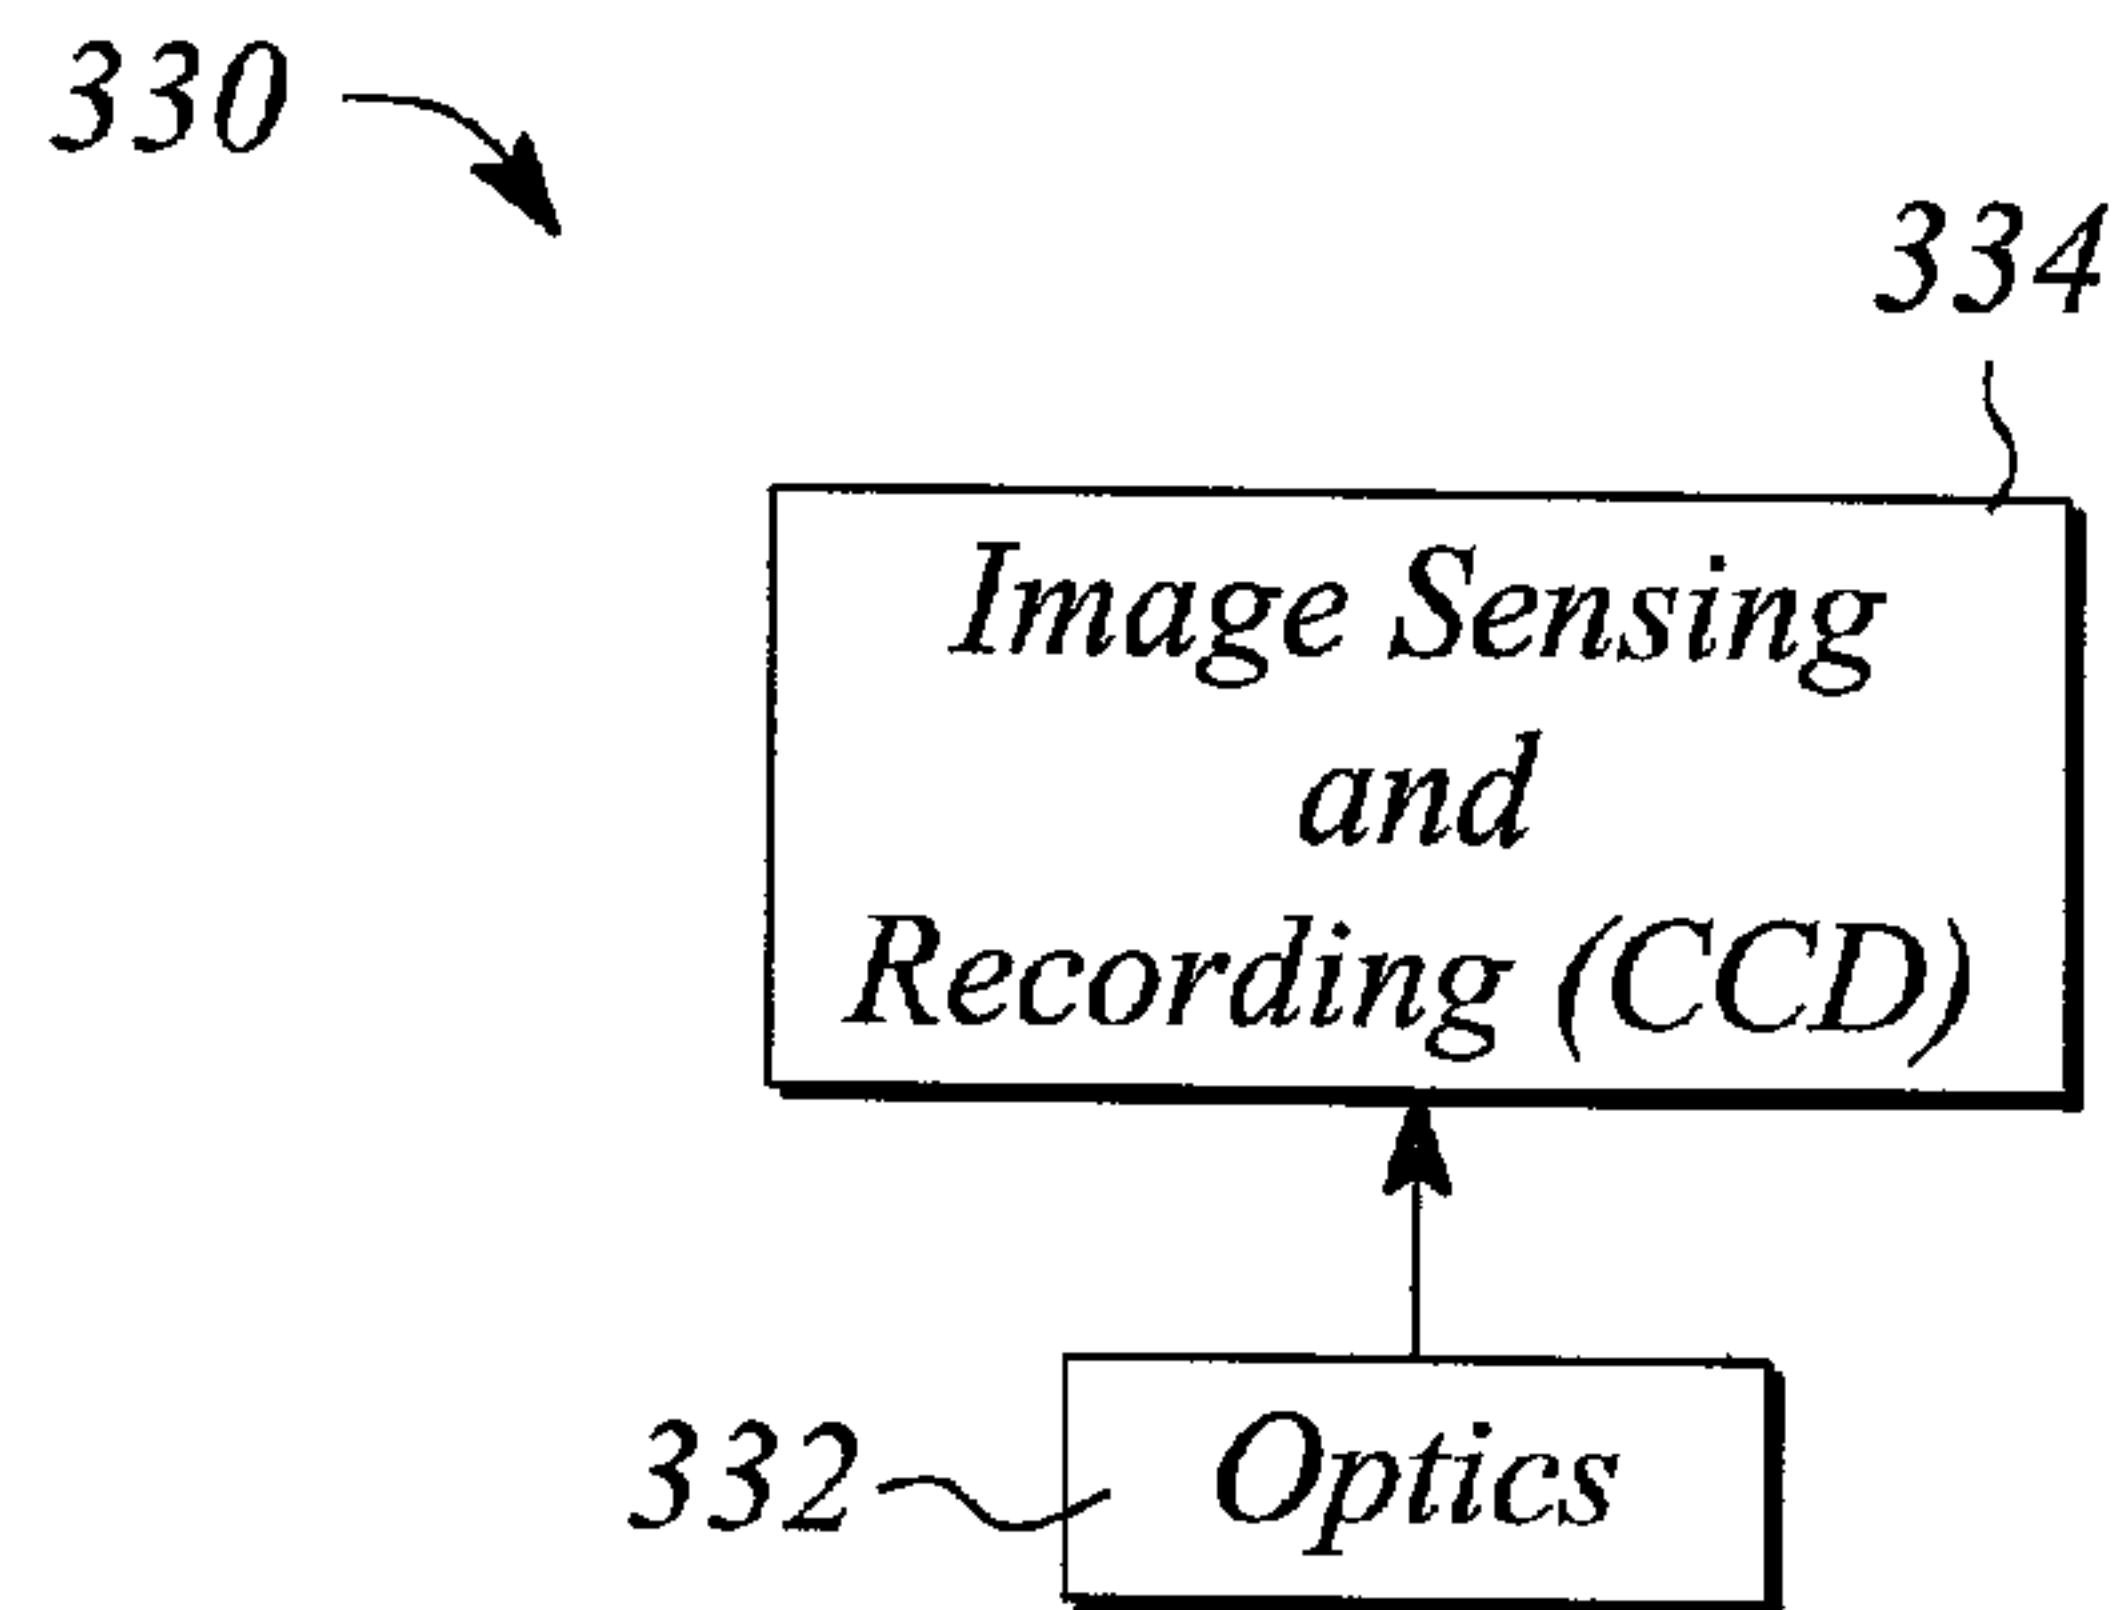 330
334
Image Sensing
and
Recording (CCD)
332
Optics